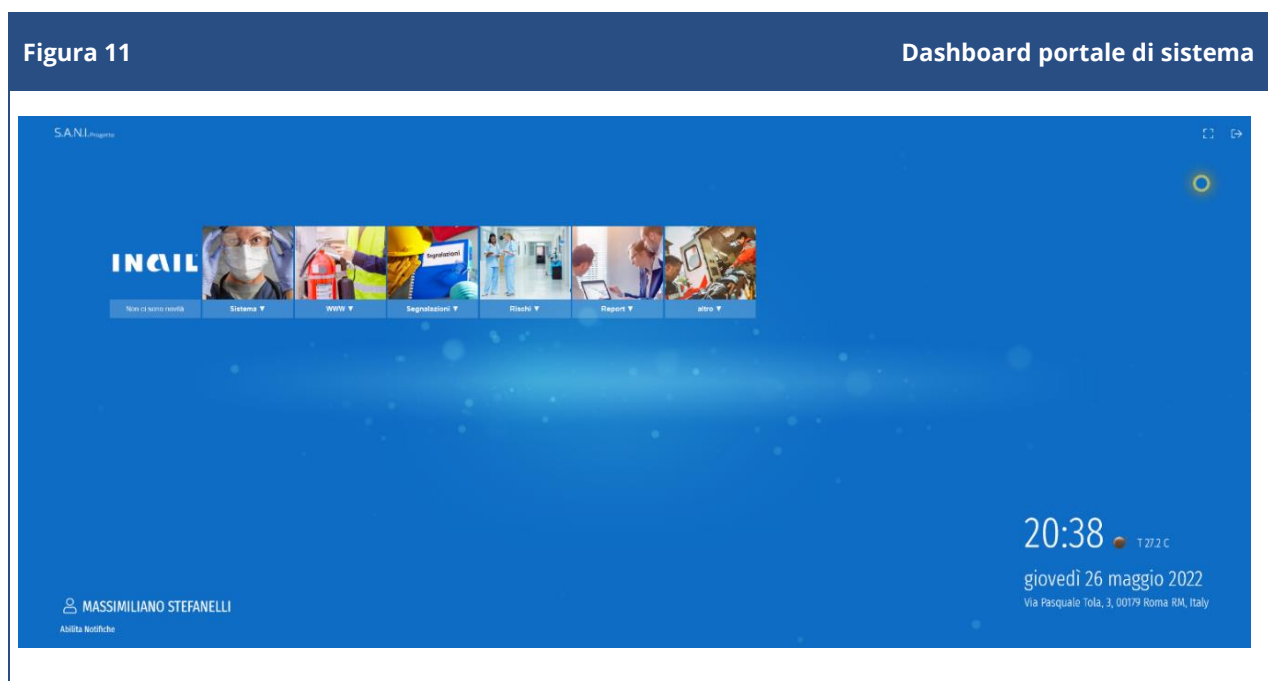 Figura 11 Dashboard portale di sistema
S.A.N.I. Progetto
INAIL
Segnalazioni
Non ci sono novità Sistema ▼ WWW ▼ Segnalazioni ▼ Rischi ▼ Report ▼ altro ▼
20:38 T 27.2 C
giovedì 26 maggio 2022
Via Pasquale Tola, 3, 00179 Roma RM, Italy
MASSIMILIANO STEFANELLI
Abilita Notifiche